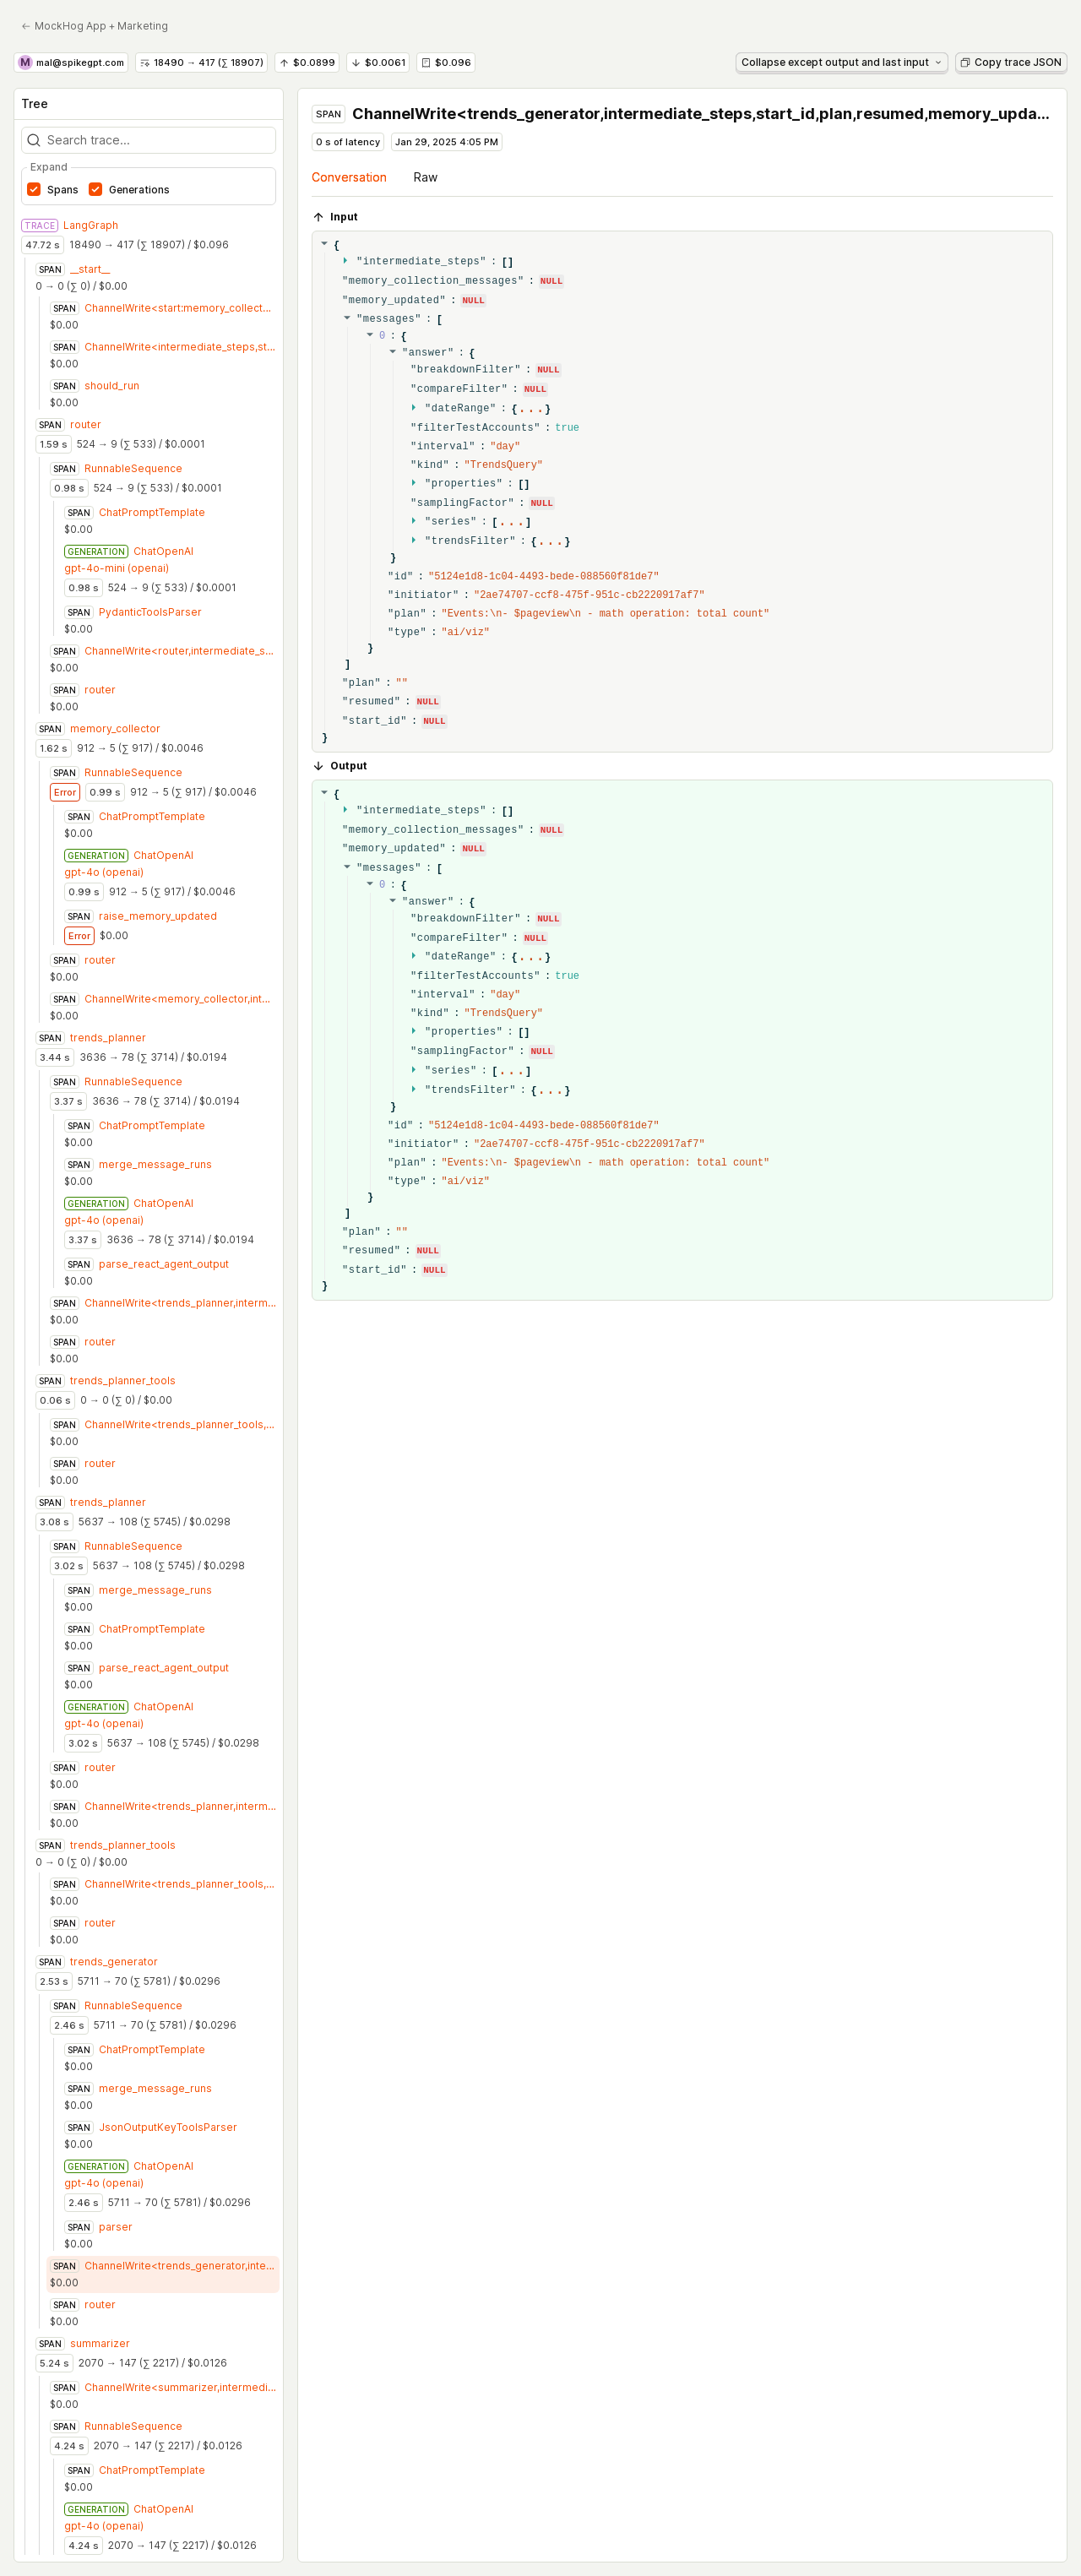 ← MockHog App + Marketing
M mal@spikegpt.com 18490 → 417 (∑ 18907) ↑ $0.0899 ↓ $0.0061 $0.096 Collapse except output and last input Copy trace JSON
Tree
Search trace...
Expand
Spans Generations
TRACE LangGraph
47.72 s 18490 → 417 (∑ 18907) / $0.096
SPAN __start__
0 → 0 (∑ 0) / $0.00
SPAN ChannelWrite<start:memory_collect...
$0.00
SPAN ChannelWrite<intermediate_steps,st...
$0.00
SPAN should_run
$0.00
SPAN router
1.59 s 524 → 9 (∑ 533) / $0.0001
SPAN RunnableSequence
0.98 s 524 → 9 (∑ 533) / $0.0001
SPAN ChatPromptTemplate
$0.00
GENERATION ChatOpenAI
gpt-4o-mini (openai)
0.98 s 524 → 9 (∑ 533) / $0.0001
SPAN PydanticToolsParser
$0.00
SPAN ChannelWrite<router,intermediate_s...
$0.00
SPAN router
$0.00
SPAN memory_collector
1.62 s 912 → 5 (∑ 917) / $0.0046
SPAN RunnableSequence
Error 0.99 s 912 → 5 (∑ 917) / $0.0046
SPAN ChatPromptTemplate
$0.00
GENERATION ChatOpenAI
gpt-4o (openai)
0.99 s 912 → 5 (∑ 917) / $0.0046
SPAN raise_memory_updated
Error $0.00
SPAN router
$0.00
SPAN ChannelWrite<memory_collector,int...
$0.00
SPAN trends_planner
3.44 s 3636 → 78 (∑ 3714) / $0.0194
SPAN RunnableSequence
3.37 s 3636 → 78 (∑ 3714) / $0.0194
SPAN ChatPromptTemplate
$0.00
SPAN merge_message_runs
$0.00
GENERATION ChatOpenAI
gpt-4o (openai)
3.37 s 3636 → 78 (∑ 3714) / $0.0194
SPAN parse_react_agent_output
$0.00
SPAN ChannelWrite<trends_planner,interm...
$0.00
SPAN router
$0.00
SPAN trends_planner_tools
0.06 s 0 → 0 (∑ 0) / $0.00
SPAN ChannelWrite<trends_planner_tools,...
$0.00
SPAN router
$0.00
SPAN trends_planner
3.08 s 5637 → 108 (∑ 5745) / $0.0298
SPAN RunnableSequence
3.02 s 5637 → 108 (∑ 5745) / $0.0298
SPAN merge_message_runs
$0.00
SPAN ChatPromptTemplate
$0.00
SPAN parse_react_agent_output
$0.00
GENERATION ChatOpenAI
gpt-4o (openai)
3.02 s 5637 → 108 (∑ 5745) / $0.0298
SPAN router
$0.00
SPAN ChannelWrite<trends_planner,interm...
$0.00
SPAN trends_planner_tools
0 → 0 (∑ 0) / $0.00
SPAN ChannelWrite<trends_planner_tools,...
$0.00
SPAN router
$0.00
SPAN trends_generator
2.53 s 5711 → 70 (∑ 5781) / $0.0296
SPAN RunnableSequence
2.46 s 5711 → 70 (∑ 5781) / $0.0296
SPAN ChatPromptTemplate
$0.00
SPAN merge_message_runs
$0.00
SPAN JsonOutputKeyToolsParser
$0.00
GENERATION ChatOpenAI
gpt-4o (openai)
2.46 s 5711 → 70 (∑ 5781) / $0.0296
SPAN parser
$0.00
SPAN ChannelWrite<trends_generator,inte...
$0.00
SPAN router
$0.00
SPAN summarizer
5.24 s 2070 → 147 (∑ 2217) / $0.0126
SPAN ChannelWrite<summarizer,intermedi...
$0.00
SPAN RunnableSequence
4.24 s 2070 → 147 (∑ 2217) / $0.0126
SPAN ChatPromptTemplate
$0.00
GENERATION ChatOpenAI
gpt-4o (openai)
4.24 s 2070 → 147 (∑ 2217) / $0.0126
SPAN ChannelWrite<trends_generator,intermediate_steps,start_id,plan,resumed,memory_upda...
0 s of latency Jan 29, 2025 4:05 PM
Conversation Raw
↑ Input
{
"intermediate_steps" : []
"memory_collection_messages" : NULL
"memory_updated" : NULL
"messages" : [
0 : {
"answer" : {
"breakdownFilter" : NULL
"compareFilter" : NULL
"dateRange" : {...}
"filterTestAccounts" : true
"interval" : "day"
"kind" : "TrendsQuery"
"properties" : []
"samplingFactor" : NULL
"series" : [...]
"trendsFilter" : {...}
}
"id" : "5124e1d8-1c04-4493-bede-088560f81de7"
"initiator" : "2ae74707-ccf8-475f-951c-cb2220917af7"
"plan" : "Events:\n- $pageview\n - math operation: total count"
"type" : "ai/viz"
}
]
"plan" : ""
"resumed" : NULL
"start_id" : NULL
}
↓ Output
{
"intermediate_steps" : []
"memory_collection_messages" : NULL
"memory_updated" : NULL
"messages" : [
0 : {
"answer" : {
"breakdownFilter" : NULL
"compareFilter" : NULL
"dateRange" : {...}
"filterTestAccounts" : true
"interval" : "day"
"kind" : "TrendsQuery"
"properties" : []
"samplingFactor" : NULL
"series" : [...]
"trendsFilter" : {...}
}
"id" : "5124e1d8-1c04-4493-bede-088560f81de7"
"initiator" : "2ae74707-ccf8-475f-951c-cb2220917af7"
"plan" : "Events:\n- $pageview\n - math operation: total count"
"type" : "ai/viz"
}
]
"plan" : ""
"resumed" : NULL
"start_id" : NULL
}